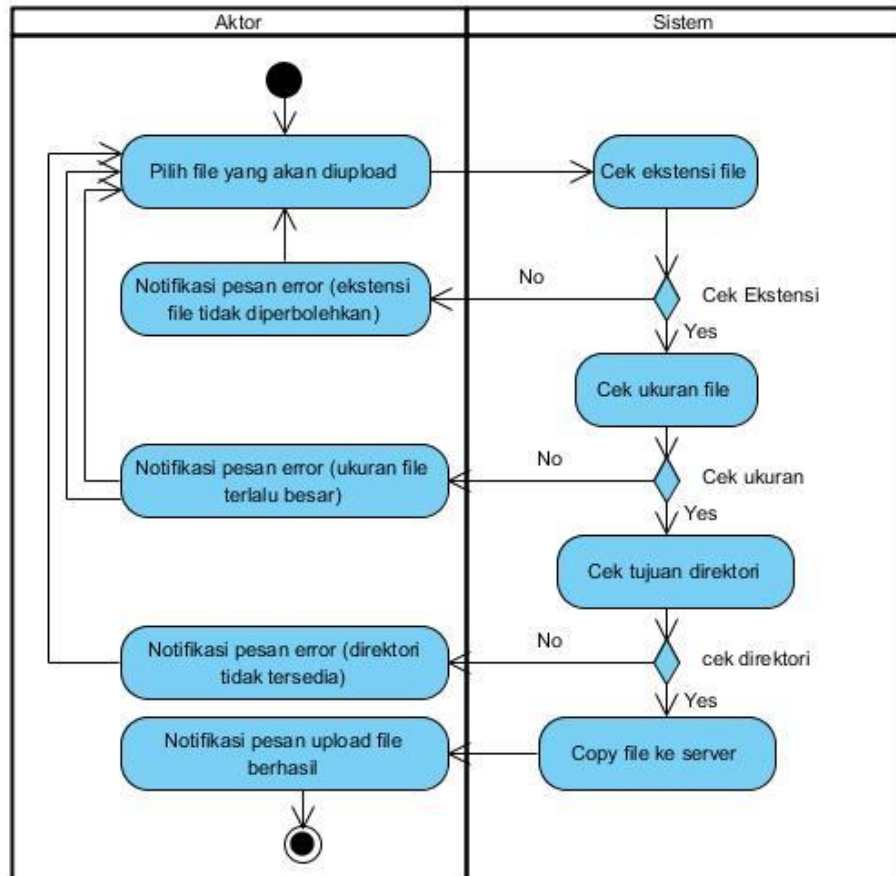 Aktor
Sistem
Pilih file yang akan diupload
Cek ekstensi file
Notifikasi pesan error (ekstensi
file tidak diperbolehkan)
No
Cek Ekstensi
Yes
Cek ukuran file
Notifikasi pesan error (ukuran file
terlalu besar)
No
Cek ukuran
Yes
Cek tujuan direktori
Notifikasi pesan error (direktori
tidak tersedia)
No
cek direktori
Yes
Notifikasi pesan upload file
berhasil
Copy file ke server